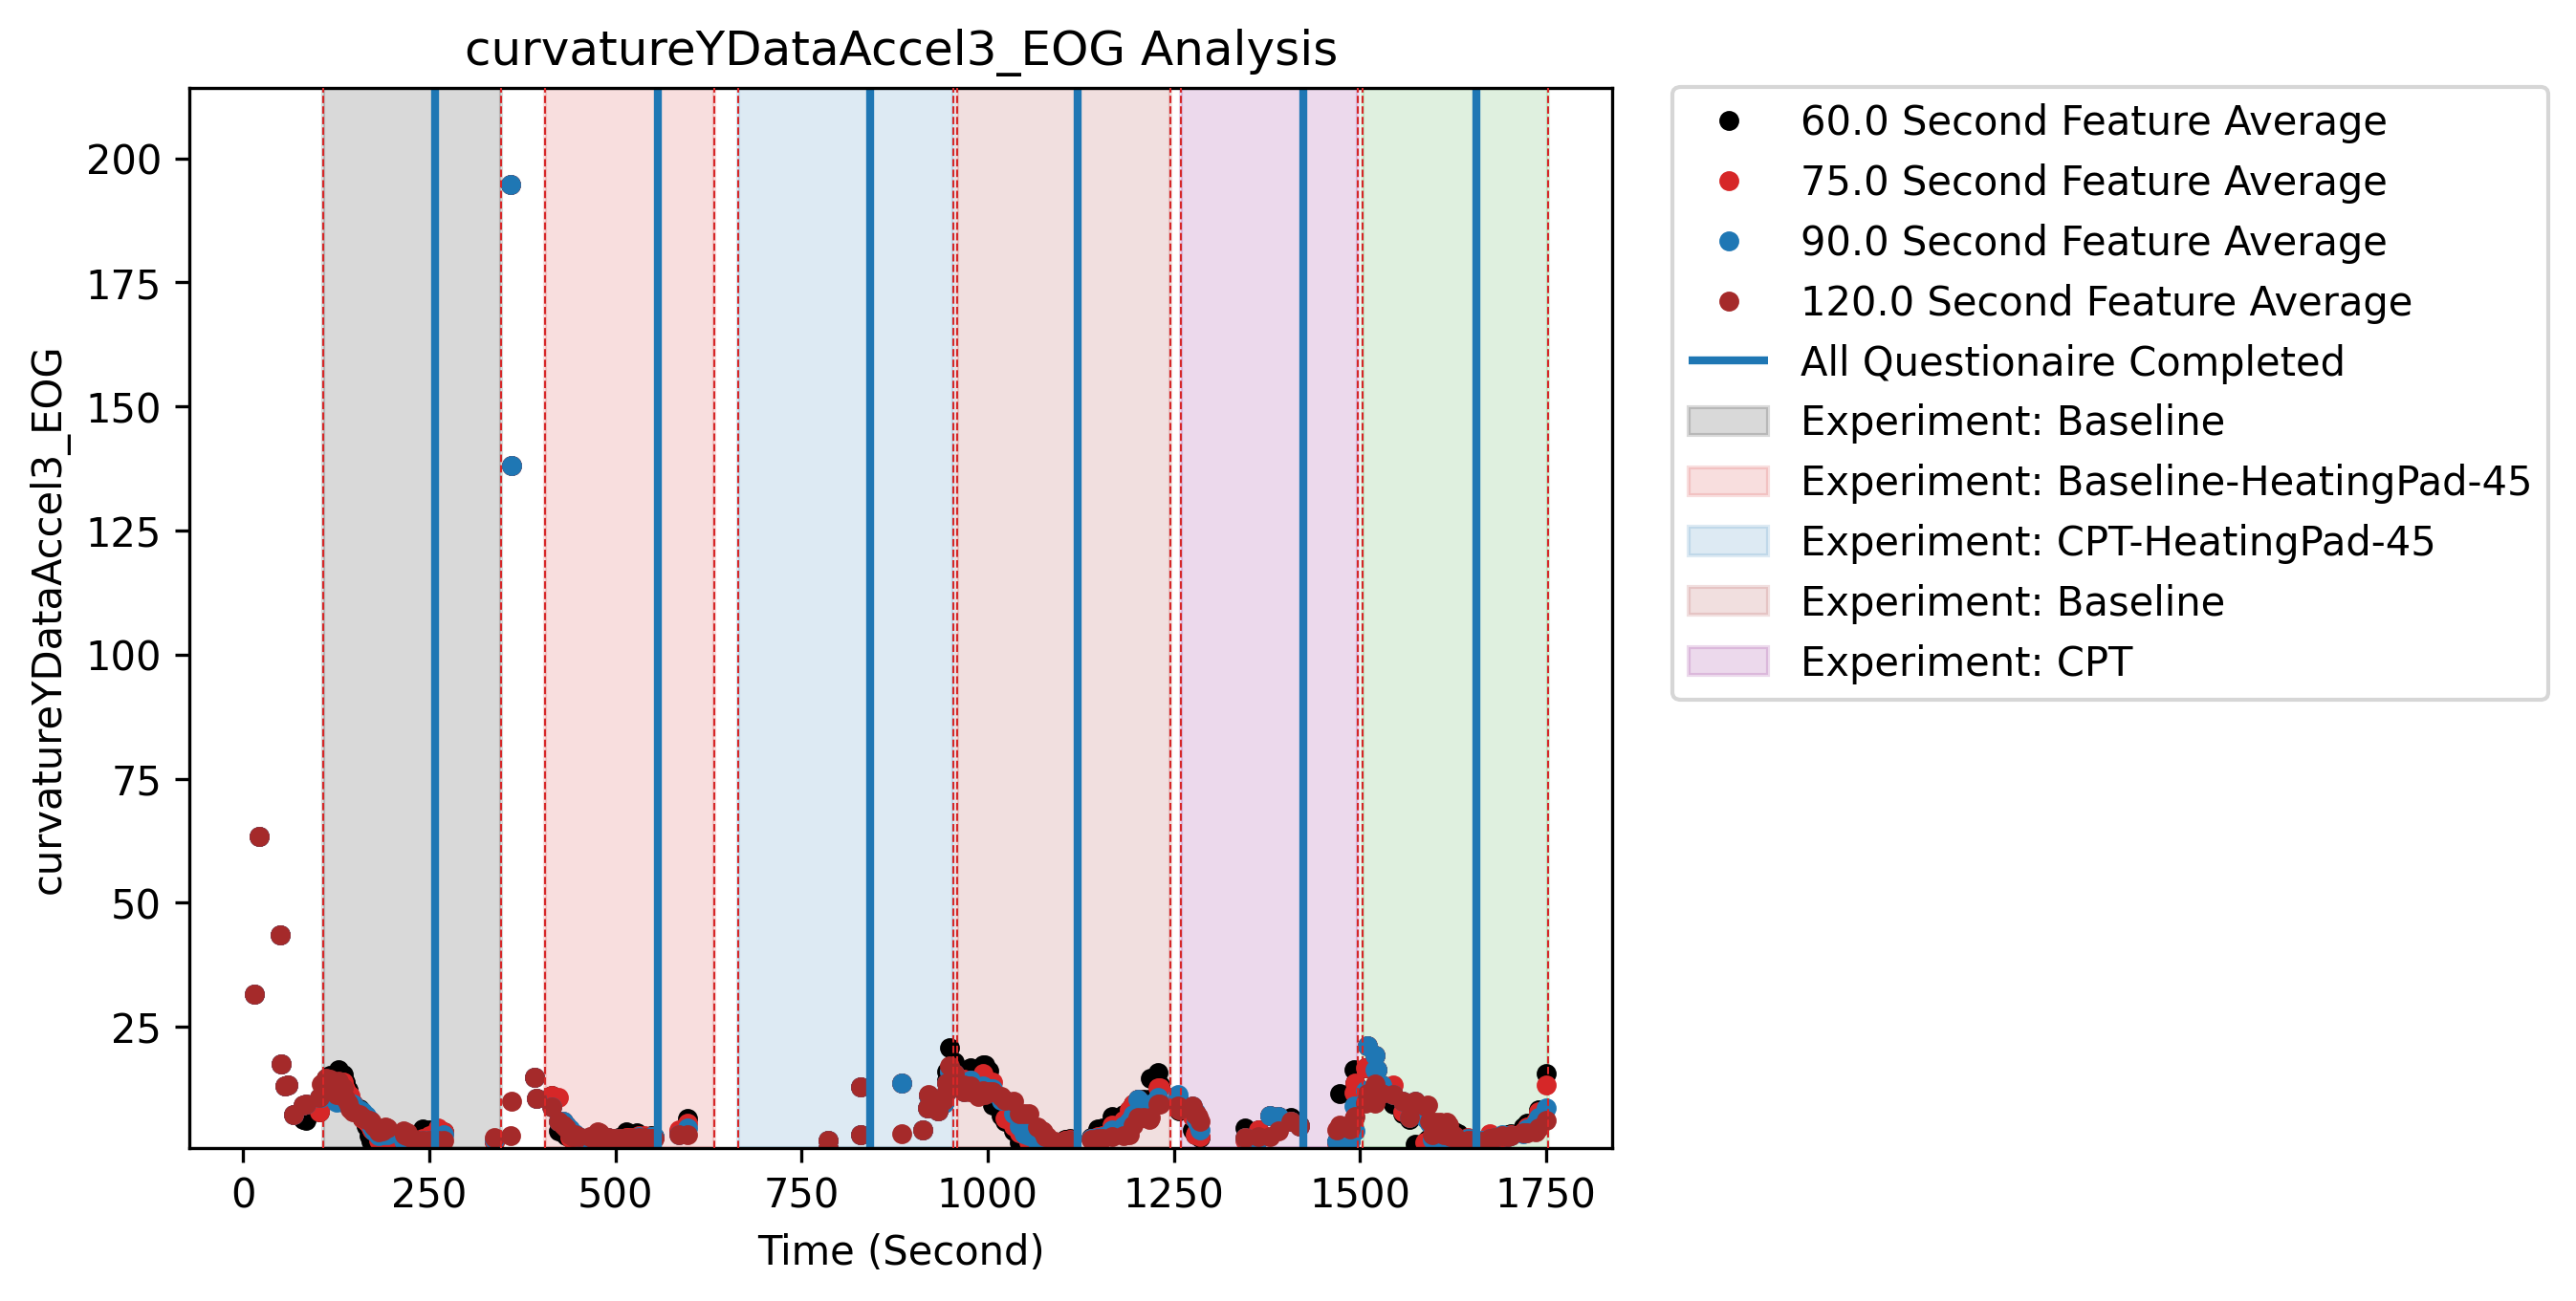 curvatureYDataAccel3_EOG Analysis
curvatureYDataAccel3_EOG
200
175
150
125
100
75
50
25
0 250 500 750 1000 1250 1500 1750
Time (Second)
60.0 Second Feature Average
75.0 Second Feature Average
90.0 Second Feature Average
120.0 Second Feature Average
All Questionaire Completed
Experiment: Baseline
Experiment: Baseline-HeatingPad-45
Experiment: CPT-HeatingPad-45
Experiment: Baseline
Experiment: CPT